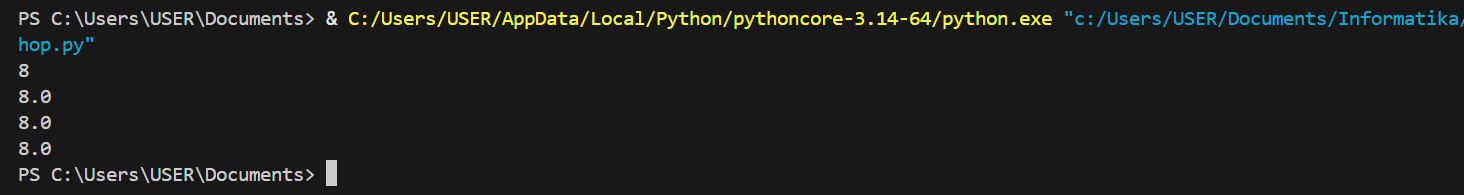 PS C:\Users\USER\Documents> & C:/Users/USER/AppData/Local/Python/pythoncore-3.14-64/python.exe "c:/Users/USER/Documents/Informatika/
hop.py"
8
8.0
8.0
8.0
PS C:\Users\USER\Documents>